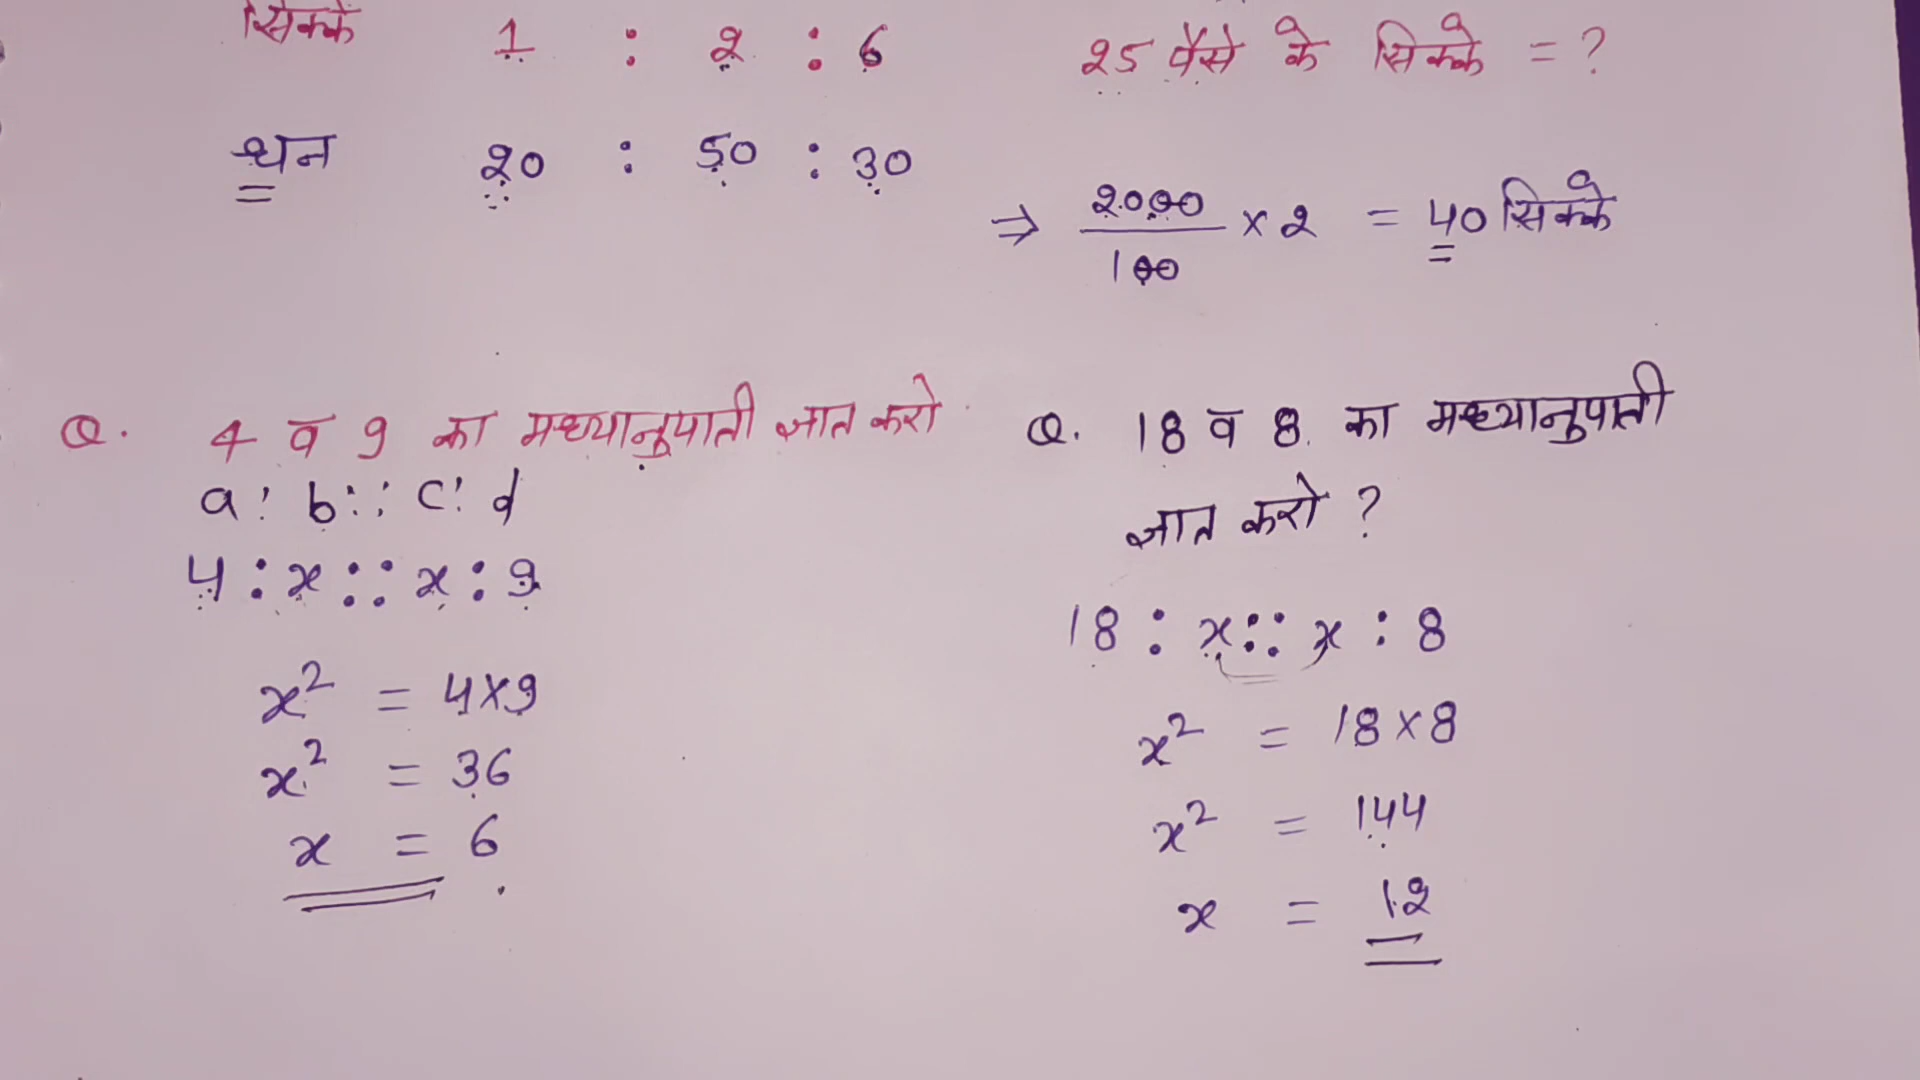 सिक्के 1 : 2 : 6
धन 20 : 50 : 30
25 पैसे के सिक्के = ?
⇒ 2000/100 × 2 = 40 सिक्के
Q. 4 व 9 का मध्यानुपाती ज्ञात करो
a : b :: c : d
4 : x :: x : 9
x² = 4×9
x² = 36
x = 6
Q. 18 व 8 का मध्यानुपाती
ज्ञात करो ?
18 : x :: x : 8
x² = 18×8
x² = 144
x = 12